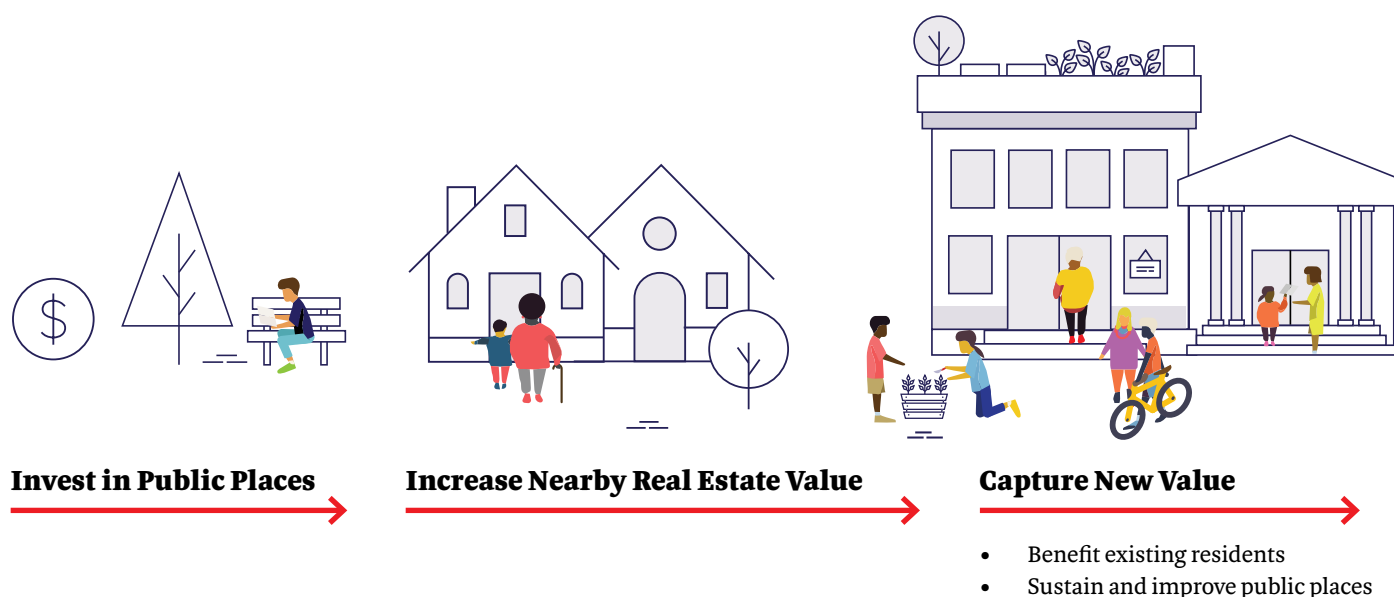 $
Invest in Public Places
Increase Nearby Real Estate Value
Capture New Value
• Benefit existing residents
• Sustain and improve public places